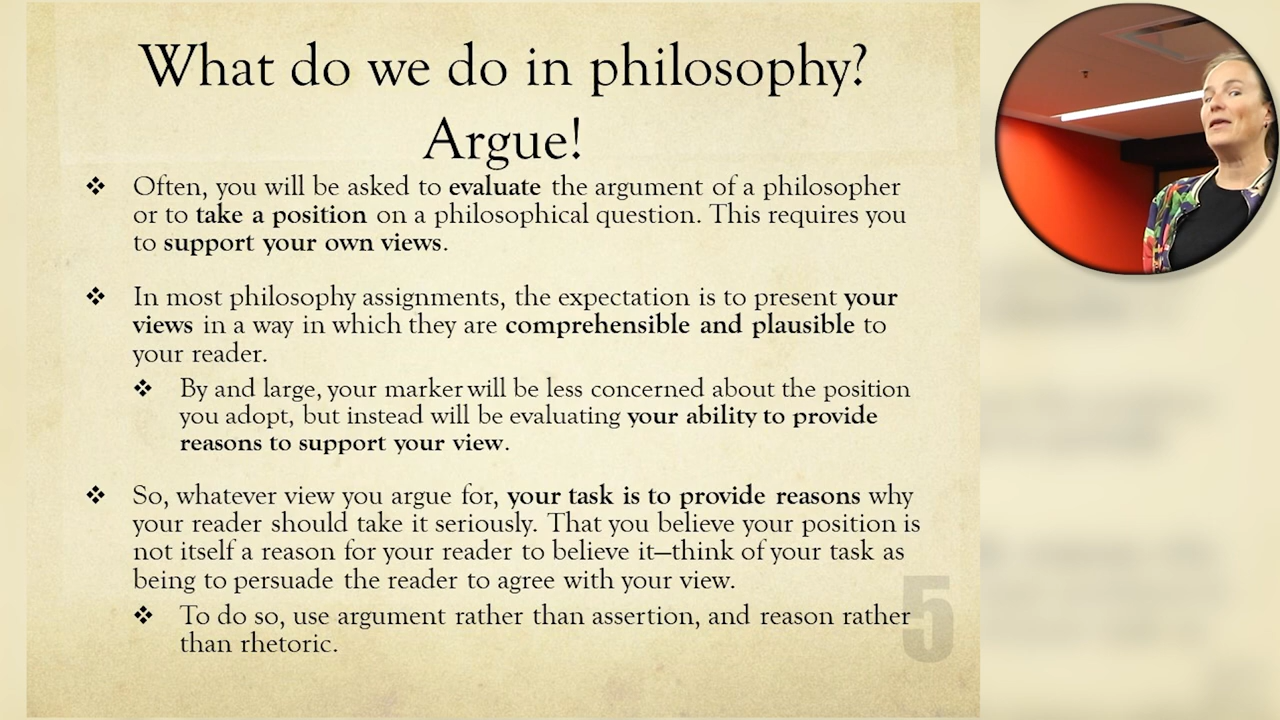 What do we do in philosophy?
Argue!
❖ Often, you will be asked to evaluate the argument of a philosopher
or to take a position on a philosophical question. This requires you
to support your own views.
❖ In most philosophy assignments, the expectation is to present your
views in a way in which they are comprehensible and plausible to
your reader.
❖ By and large, your marker will be less concerned about the position
you adopt, but instead will be evaluating your ability to provide
reasons to support your view.
❖ So, whatever view you argue for, your task is to provide reasons why
your reader should take it seriously. That you believe your position is
not itself a reason for your reader to believe it—think of your task as
being to persuade the reader to agree with your view.
❖ To do so, use argument rather than assertion, and reason rather
than rhetoric.
5